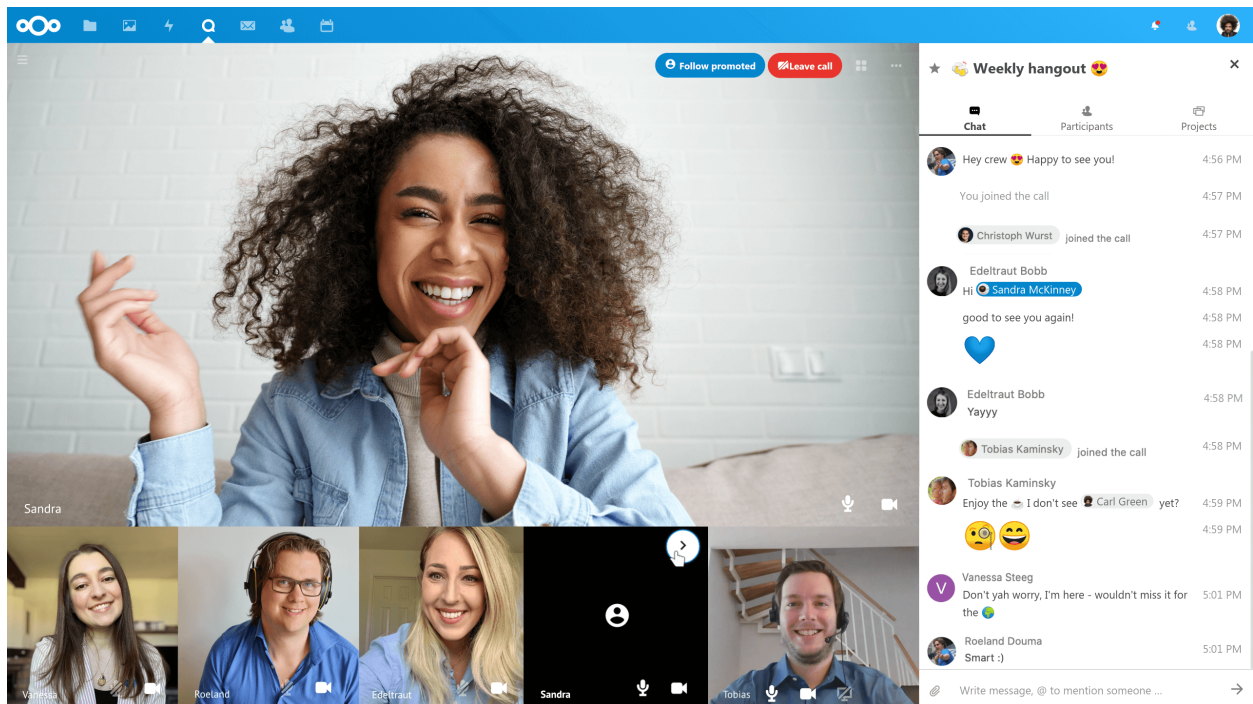 Follow promoted
Leave call
Sandra
Vanessa
Roeland
Edeltraut
Sandra
Tobias
Weekly hangout
Chat
Participants
Projects
Hey crew 😍 Happy to see you!
4:56 PM
You joined the call
4:57 PM
Christoph Wurst joined the call
4:57 PM
Edeltraut Bobb
Hi Sandra McKinney
4:58 PM
good to see you again!
4:58 PM
4:58 PM
Edeltraut Bobb
4:58 PM
Yayyy
Tobias Kaminsky joined the call
4:58 PM
Tobias Kaminsky
Enjoy the ☕ I don't see Carl Green yet?
4:59 PM
4:59 PM
Vanessa Steeg
V
Don't yah worry, I'm here - wouldn't miss it for
5:01 PM
the 🌍
Roeland Douma
Smart :)
5:01 PM
Write message, @ to mention someone ...